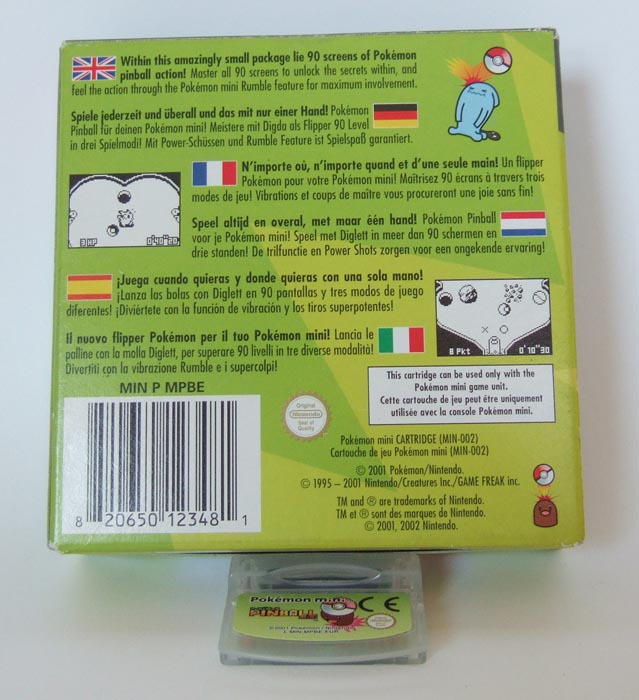 Within this amazingly small package lie 90 screens of Pokémon
pinball action! Master all 90 screens to unlock the secrets within, and
feel the action through the Pokémon mini Rumble feature for maximum involvement.
Spiele jederzeit und überall und das mit nur einer Hand! Pokémon
Pinball für deinen Pokémon mini! Meistere mit Digda als Flipper 90 Level
in drei Spielmodi! Mit Power-Schüssen und Rumble Feature ist Spielspaß garantiert.
N'importe où, n'importe quand et d'une seule main! Un flipper
Pokémon pour votre Pokémon mini! Maîtrisez 90 écrans à travers trois
modes de jeu! Vibrations et coups de maître vous procureront une joie sans fin!
3 HP 0'40"20
Speel altijd en overal, met maar één hand! Pokémon Pinball
voor je Pokémon mini! Speel met Diglett in meer dan 90 schermen en
drie standen! De trilfunctie en Power Shots zorgen voor een ongekende ervaring!
¡Juega cuando quieras y donde quieras con una sola mano!
¡Lanza las bolas con Diglett en 90 pantallas y tres modos de juego
diferentes! ¡Diviértete con la función de vibración y los tiros superpotentes!
8 Pkt 0'10"30
Il nuovo flipper Pokémon per il tuo Pokémon mini! Lancia le
palline con la molla Diglett, per superare 90 livelli in tre diverse modalità!
Divertiti con la vibrazione Rumble e i supercolpi!
MIN P MPBE
8 20650 12348 1
Original
Nintendo
Seal of
Quality
This cartridge can be used only with the
Pokémon mini game unit.
Cette cartouche de jeu peut être uniquement
utilisée avec la console Pokémon mini.
Pokémon mini CARTRIDGE (MIN-002)
Cartouche de jeu Pokémon mini (MIN-002)
© 2001 Pokémon/Nintendo.
© 1995 – 2001 Nintendo/Creatures Inc./GAME FREAK inc.
TM and ® are trademarks of Nintendo.
TM et ® sont des marques de Nintendo.
© 2001, 2002 Nintendo.
Pokémon mini
PINBALL
CE